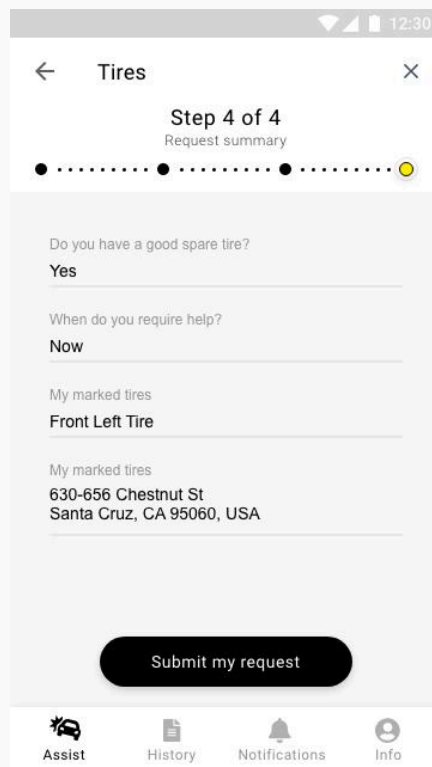 12:30
Tires
Step 4 of 4
Request summary
Do you have a good spare tire?
Yes
When do you require help?
Now
My marked tires
Front Left Tire
My marked tires
630-656 Chestnut St
Santa Cruz, CA 95060, USA
Submit my request
Assist
History
Notifications
Info